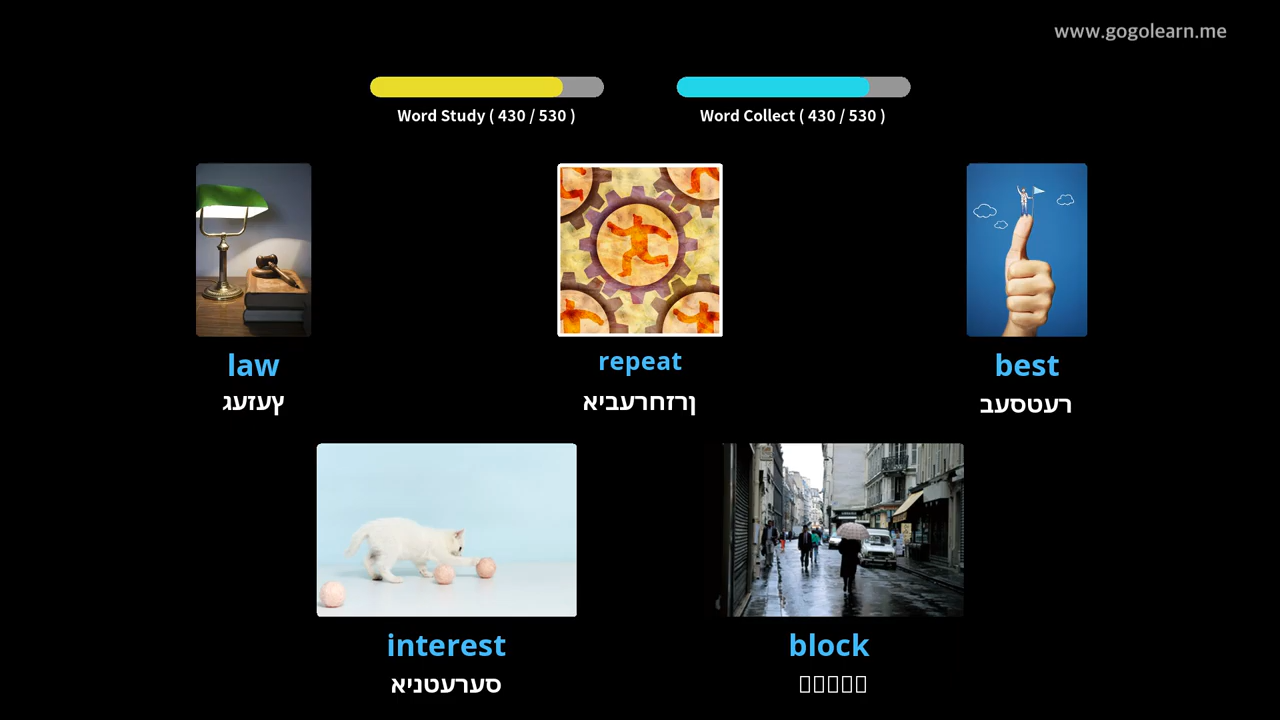 www.gogolearn.me
Word Study ( 430 / 530 )
Word Collect ( 430 / 530 )
law
repeat
best
געזעץ
איבערחזרן
בעסטער
interest
block
אינטערעס